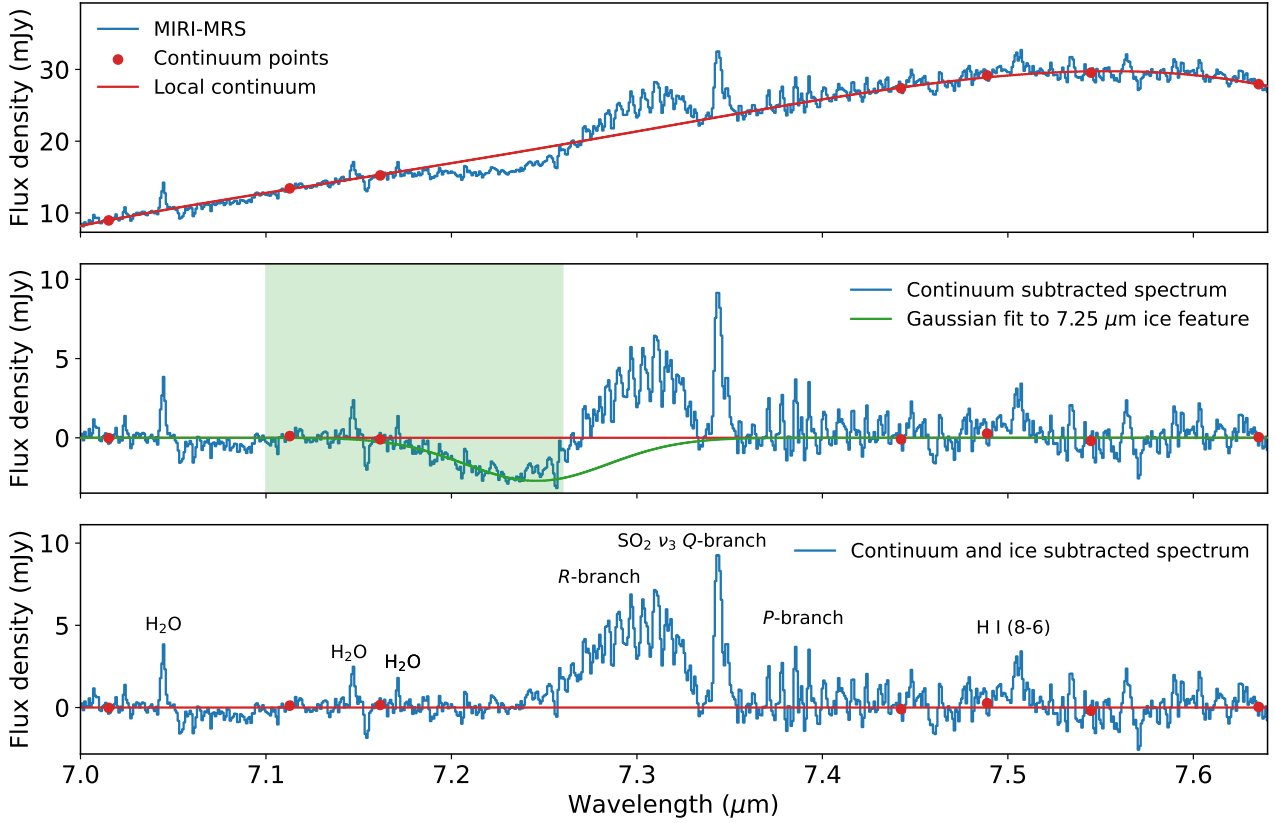 Flux density (mJy)
30
20
10
MIRI-MRS
Continuum points
Local continuum
Flux density (mJy)
10
5
0
Continuum subtracted spectrum
Gaussian fit to 7.25 μm ice feature
Flux density (mJy)
10
5
0
SO₂ ν₃ Q-branch
Continuum and ice subtracted spectrum
R-branch
P-branch
H₂O
H₂O
H₂O
H I (8-6)
7.0 7.1 7.2 7.3 7.4 7.5 7.6
Wavelength (μm)